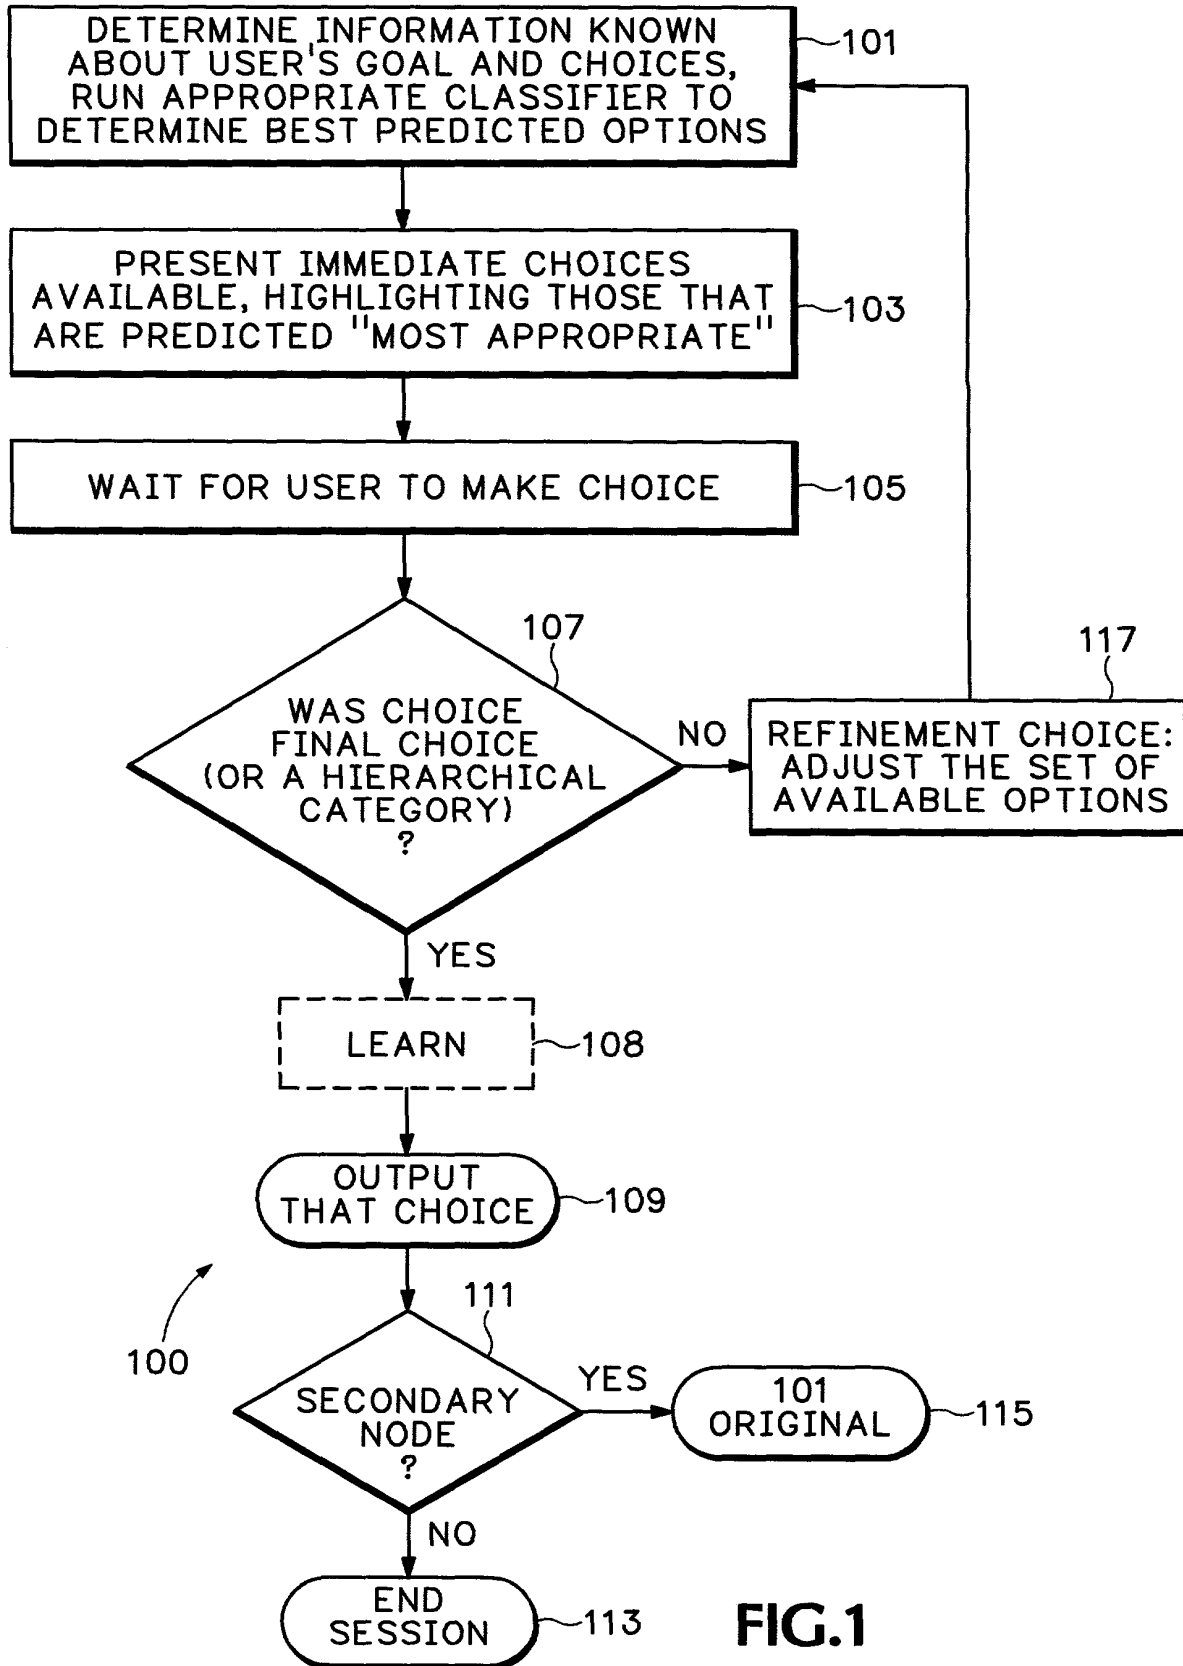 DETERMINE INFORMATION KNOWN
ABOUT USER'S GOAL AND CHOICES,
RUN APPROPRIATE CLASSIFIER TO
DETERMINE BEST PREDICTED OPTIONS
101
PRESENT IMMEDIATE CHOICES
AVAILABLE, HIGHLIGHTING THOSE THAT
ARE PREDICTED "MOST APPROPRIATE"
103
WAIT FOR USER TO MAKE CHOICE
105
107
WAS CHOICE
FINAL CHOICE
(OR A HIERARCHICAL
CATEGORY)
?
NO
117
REFINEMENT CHOICE:
ADJUST THE SET OF
AVAILABLE OPTIONS
YES
LEARN
108
OUTPUT
THAT CHOICE
109
100
111
SECONDARY
NODE
?
YES
101
ORIGINAL
115
NO
END
SESSION
113
FIG.1